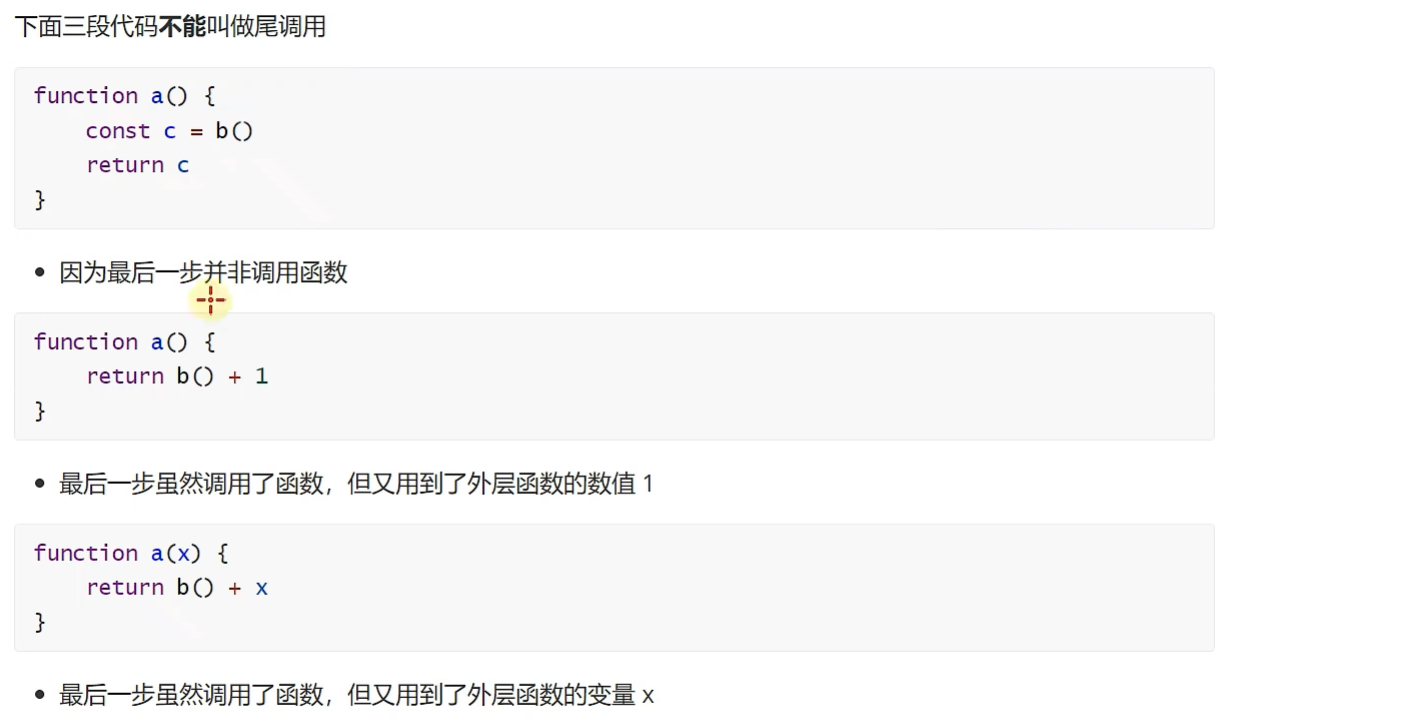 下面三段代码不能叫做尾调用
function a() {
    const c = b()
    return c
}
因为最后一步并非调用函数
function a() {
    return b() + 1
}
最后一步虽然调用了函数，但又用到了外层函数的数值 1
function a(x) {
    return b() + x
}
最后一步虽然调用了函数，但又用到了外层函数的变量 x